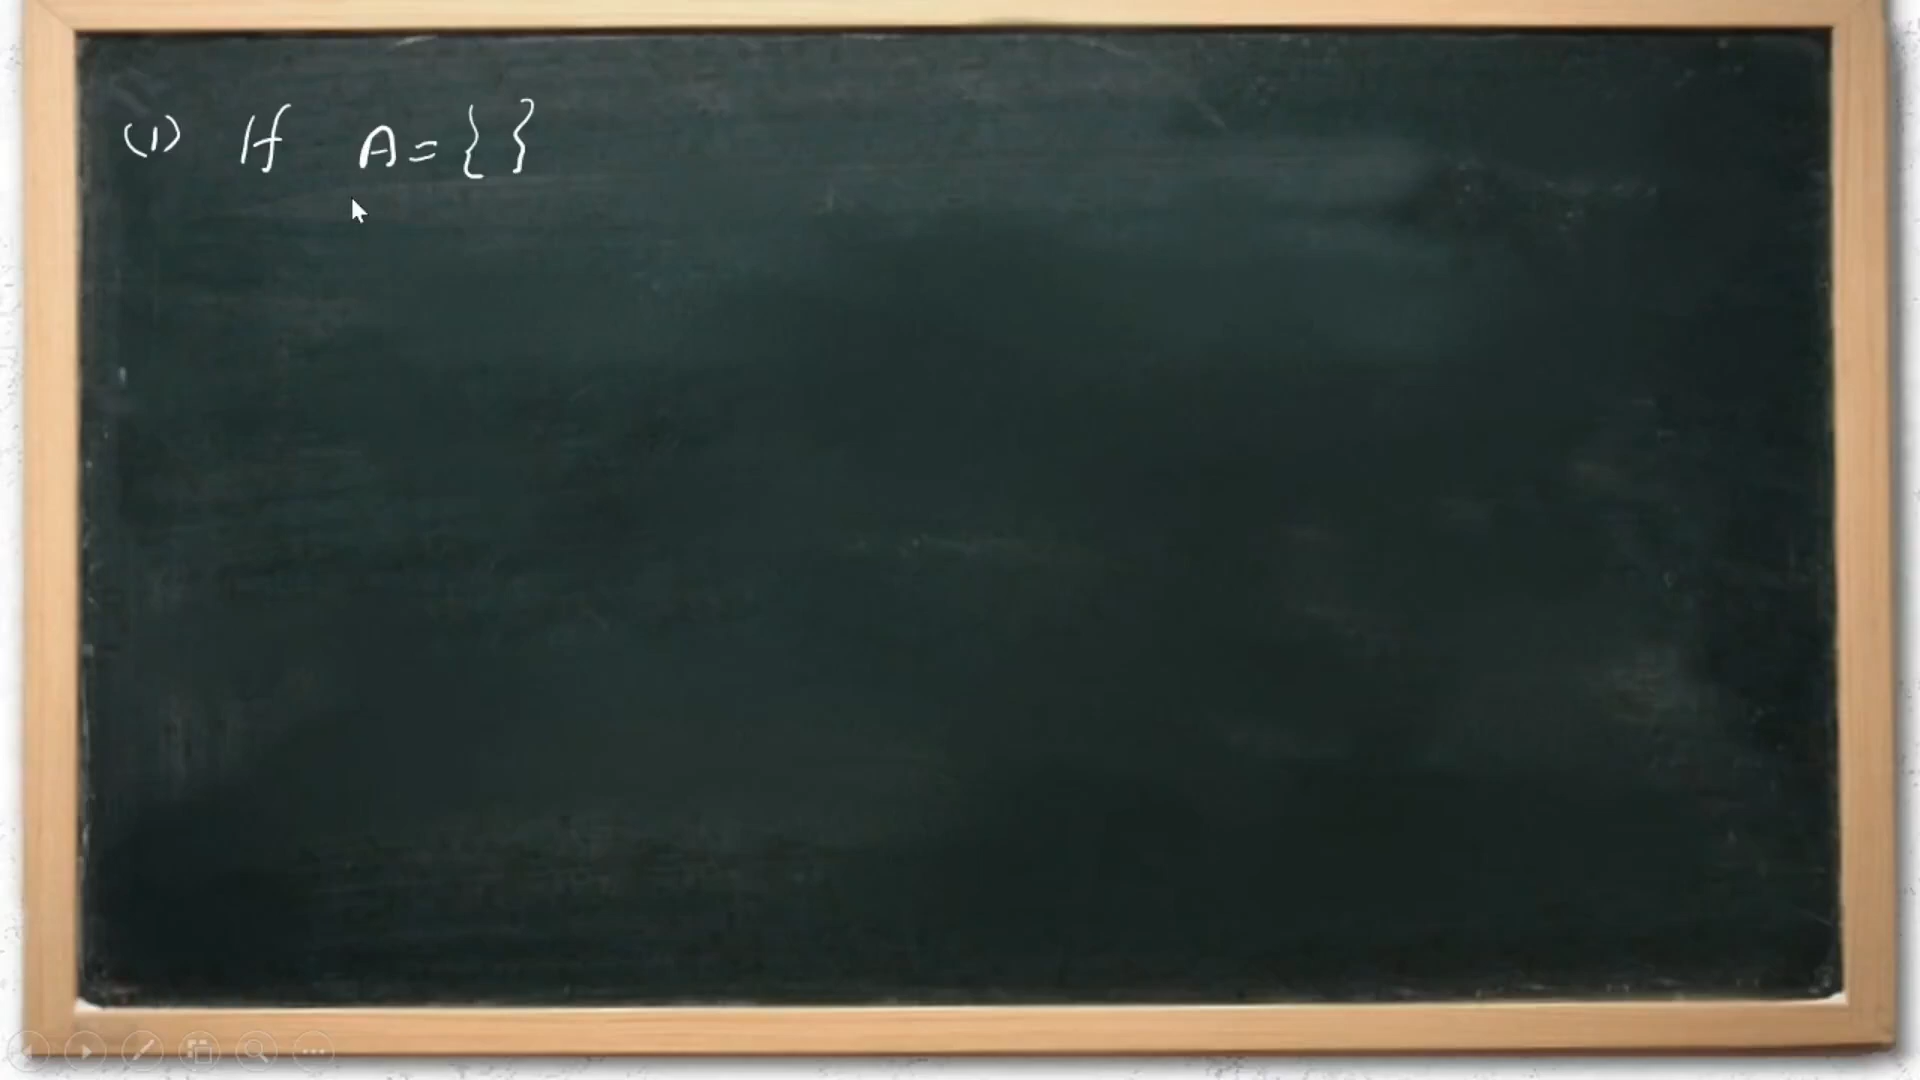 (1) If A = { }